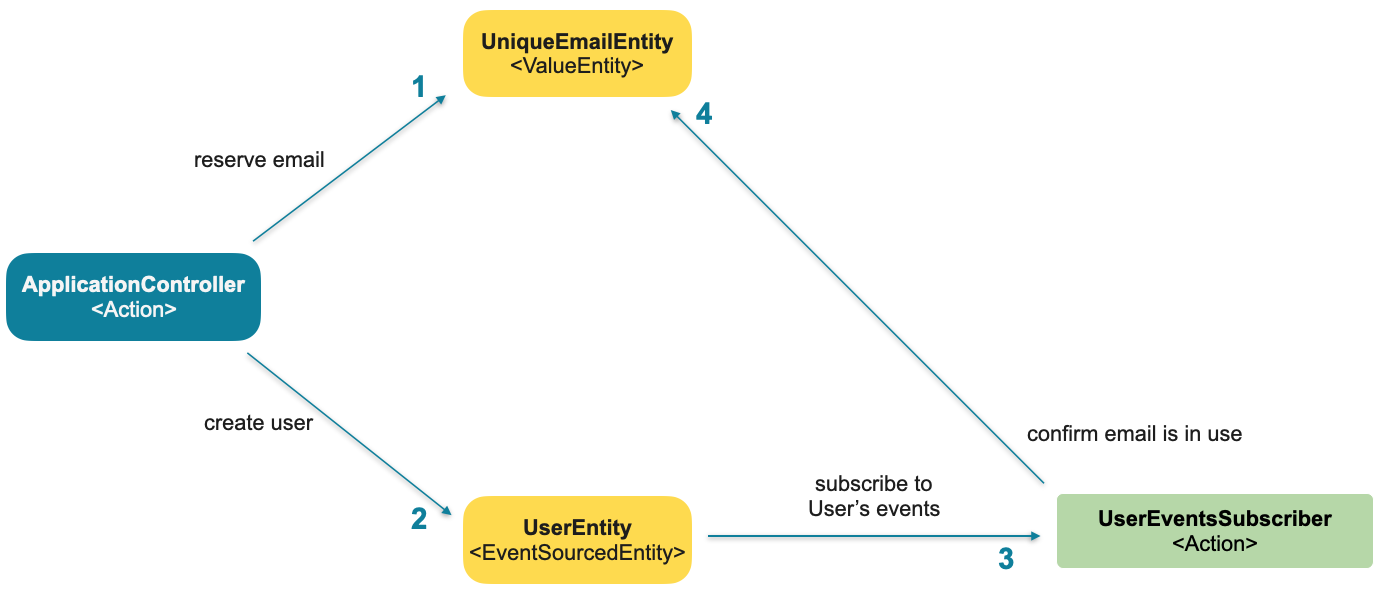 UniqueEmailEntity
<ValueEntity>
1
4
reserve email
ApplicationController
<Action>
create user
confirm email is in use
subscribe to
User’s events
2
UserEntity
<EventSourcedEntity>
3
UserEventsSubscriber
<Action>